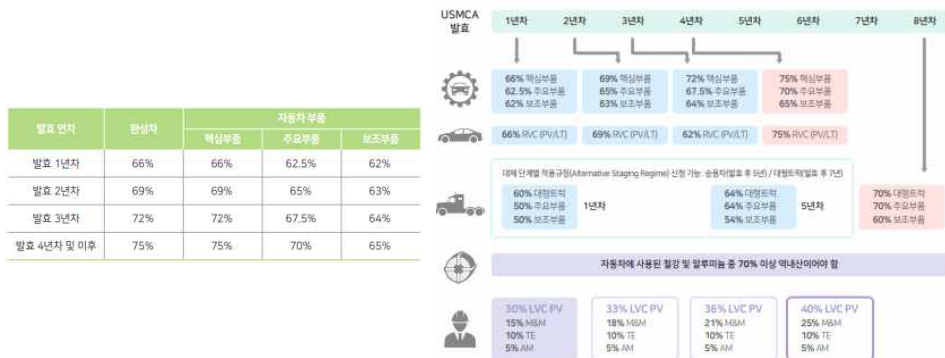 발효 연차
완성차
자동차 부품
핵심부품
주요부품
보조부품
발효 1년차 66% 66% 62.5% 62%
발효 2년차 69% 69% 65% 63%
발효 3년차 72% 72% 67.5% 64%
발효 4년차 및 이후 75% 75% 70% 65%
USMCA
발효
1년차 2년차 3년차 4년차 5년차 6년차 7년차 8년차
66% 핵심부품
62.5% 주요부품
62% 보조부품
69% 핵심부품
65% 주요부품
63% 보조부품
72% 핵심부품
67.5% 주요부품
64% 보조부품
75% 핵심부품
70% 주요부품
65% 보조부품
66% RVC (PV/LT)
69% RVC (PV/LT)
62% RVC (PV/LT)
75% RVC (PV/LT)
대체 단계별 적용규정(Alternative Staging Regime) 신청 가능: 승용차(발효 후 5년) / 대형트럭(발효 후 7년)
60% 대형트럭
50% 주요부품
50% 보조부품
1년차
64% 대형트럭
64% 주요부품
54% 보조부품
5년차
70% 대형트럭
70% 주요부품
60% 보조부품
자동차에 사용된 철강 및 알루미늄 중 70% 이상 역내산이어야 함
30% LVC PV
15% M&M
10% TE
5% AM
33% LVC PV
18% M&M
10% TE
5% AM
36% LVC PV
21% M&M
10% TE
5% AM
40% LVC PV
25% M&M
10% TE
5% AM